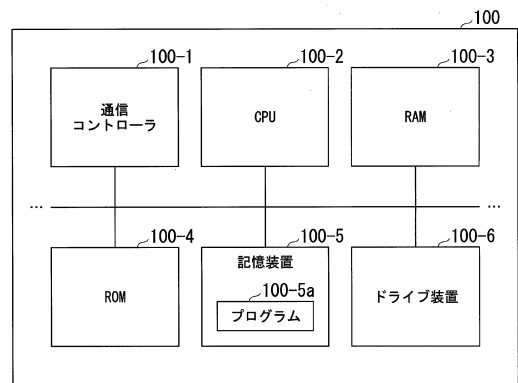 100
100-1
100-2
100-3
通信
コントローラ
CPU
RAM
...
...
100-4
100-5
100-6
ROM
記憶装置
100-5a
プログラム
ドライブ装置